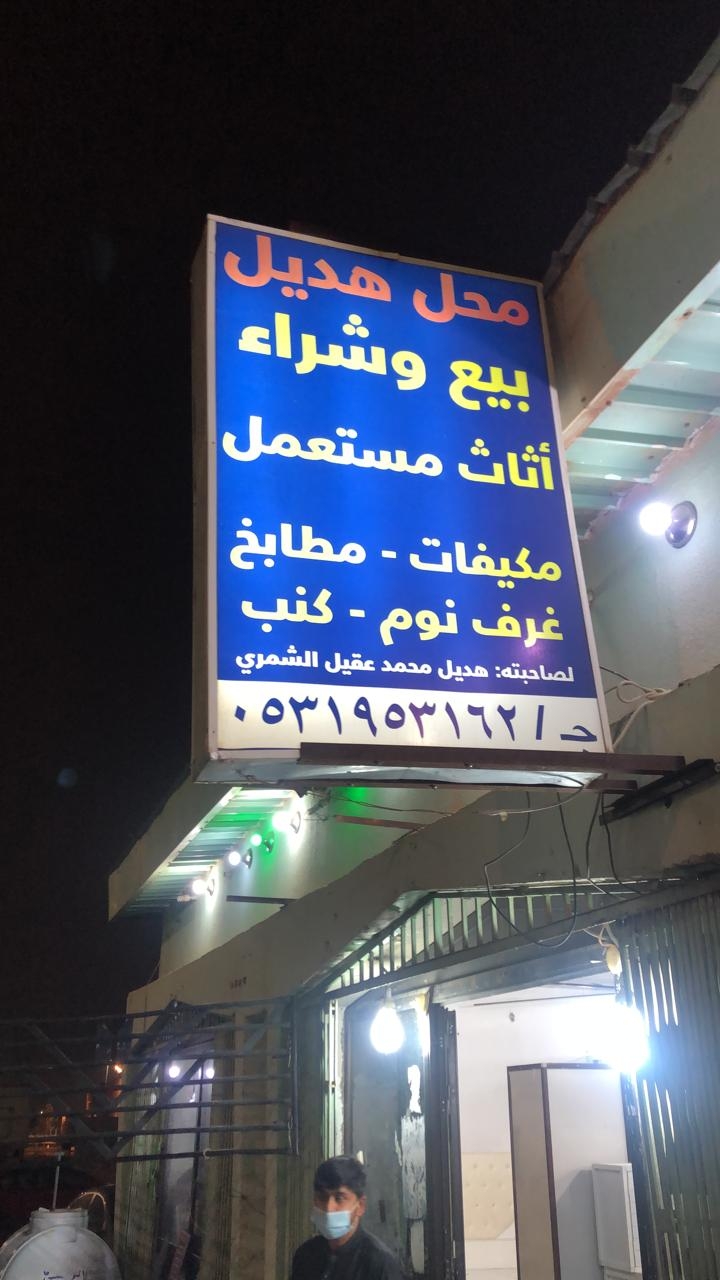 محل هديل
بيع وشراء
أثاث مستعمل
مكيفات - مطابخ
غرف نوم - كنب
لصاحبته: هديل محمد عقيل الشمري
ج / ٠٥٣١٩٥٣١٦٢